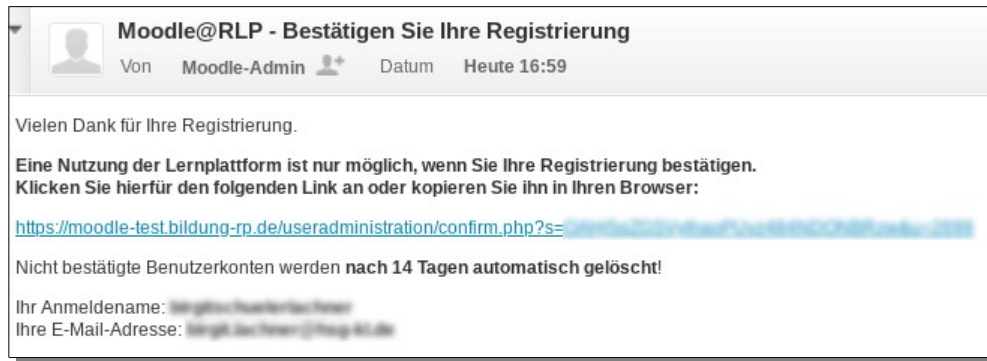 Moodle@RLP - Bestätigen Sie Ihre Registrierung
Von Moodle-Admin Datum Heute 16:59
Vielen Dank für Ihre Registrierung.
Eine Nutzung der Lernplattform ist nur möglich, wenn Sie Ihre Registrierung bestätigen.
Klicken Sie hierfür den folgenden Link an oder kopieren Sie ihn in Ihren Browser:
https://moodle-test.bildung-rp.de/useradministration/confirm.php?s=
Nicht bestätigte Benutzerkonten werden nach 14 Tagen automatisch gelöscht!
Ihr Anmeldename:
Ihre E-Mail-Adresse: